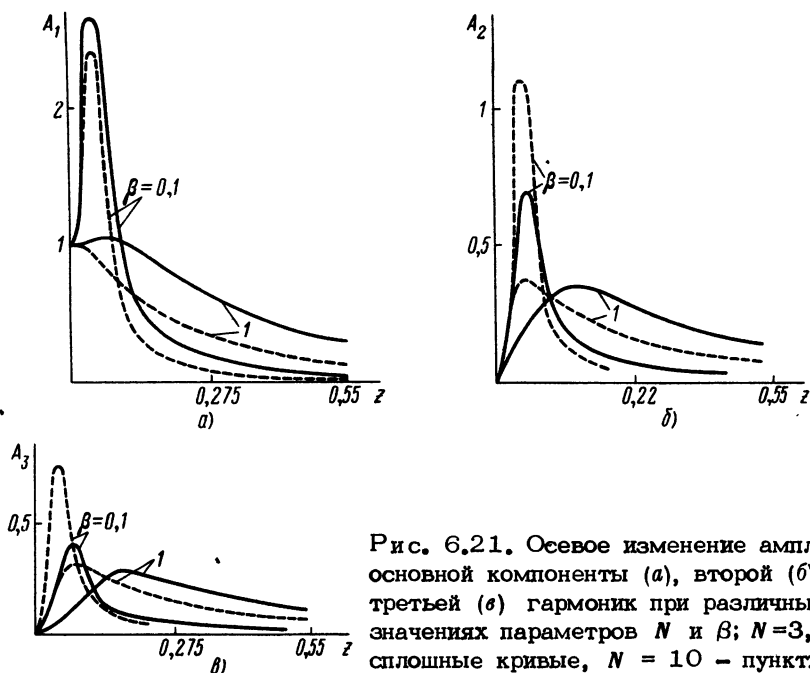 A₁
2
β=0,1
1
1
0,275
0,55 z
а)
A₂
1
β=0,1
0,5
1
0,22
0,55 z
б)
A₃
0,5
β=0,1
1
0,275
0,55 z
в)
Рис. 6.21. Осевое изменение ампл
основной компоненты (а), второй (б)
третьей (в) гармоник при различны
значениях параметров N и β; N=3,
сплошные кривые, N = 10 – пункт